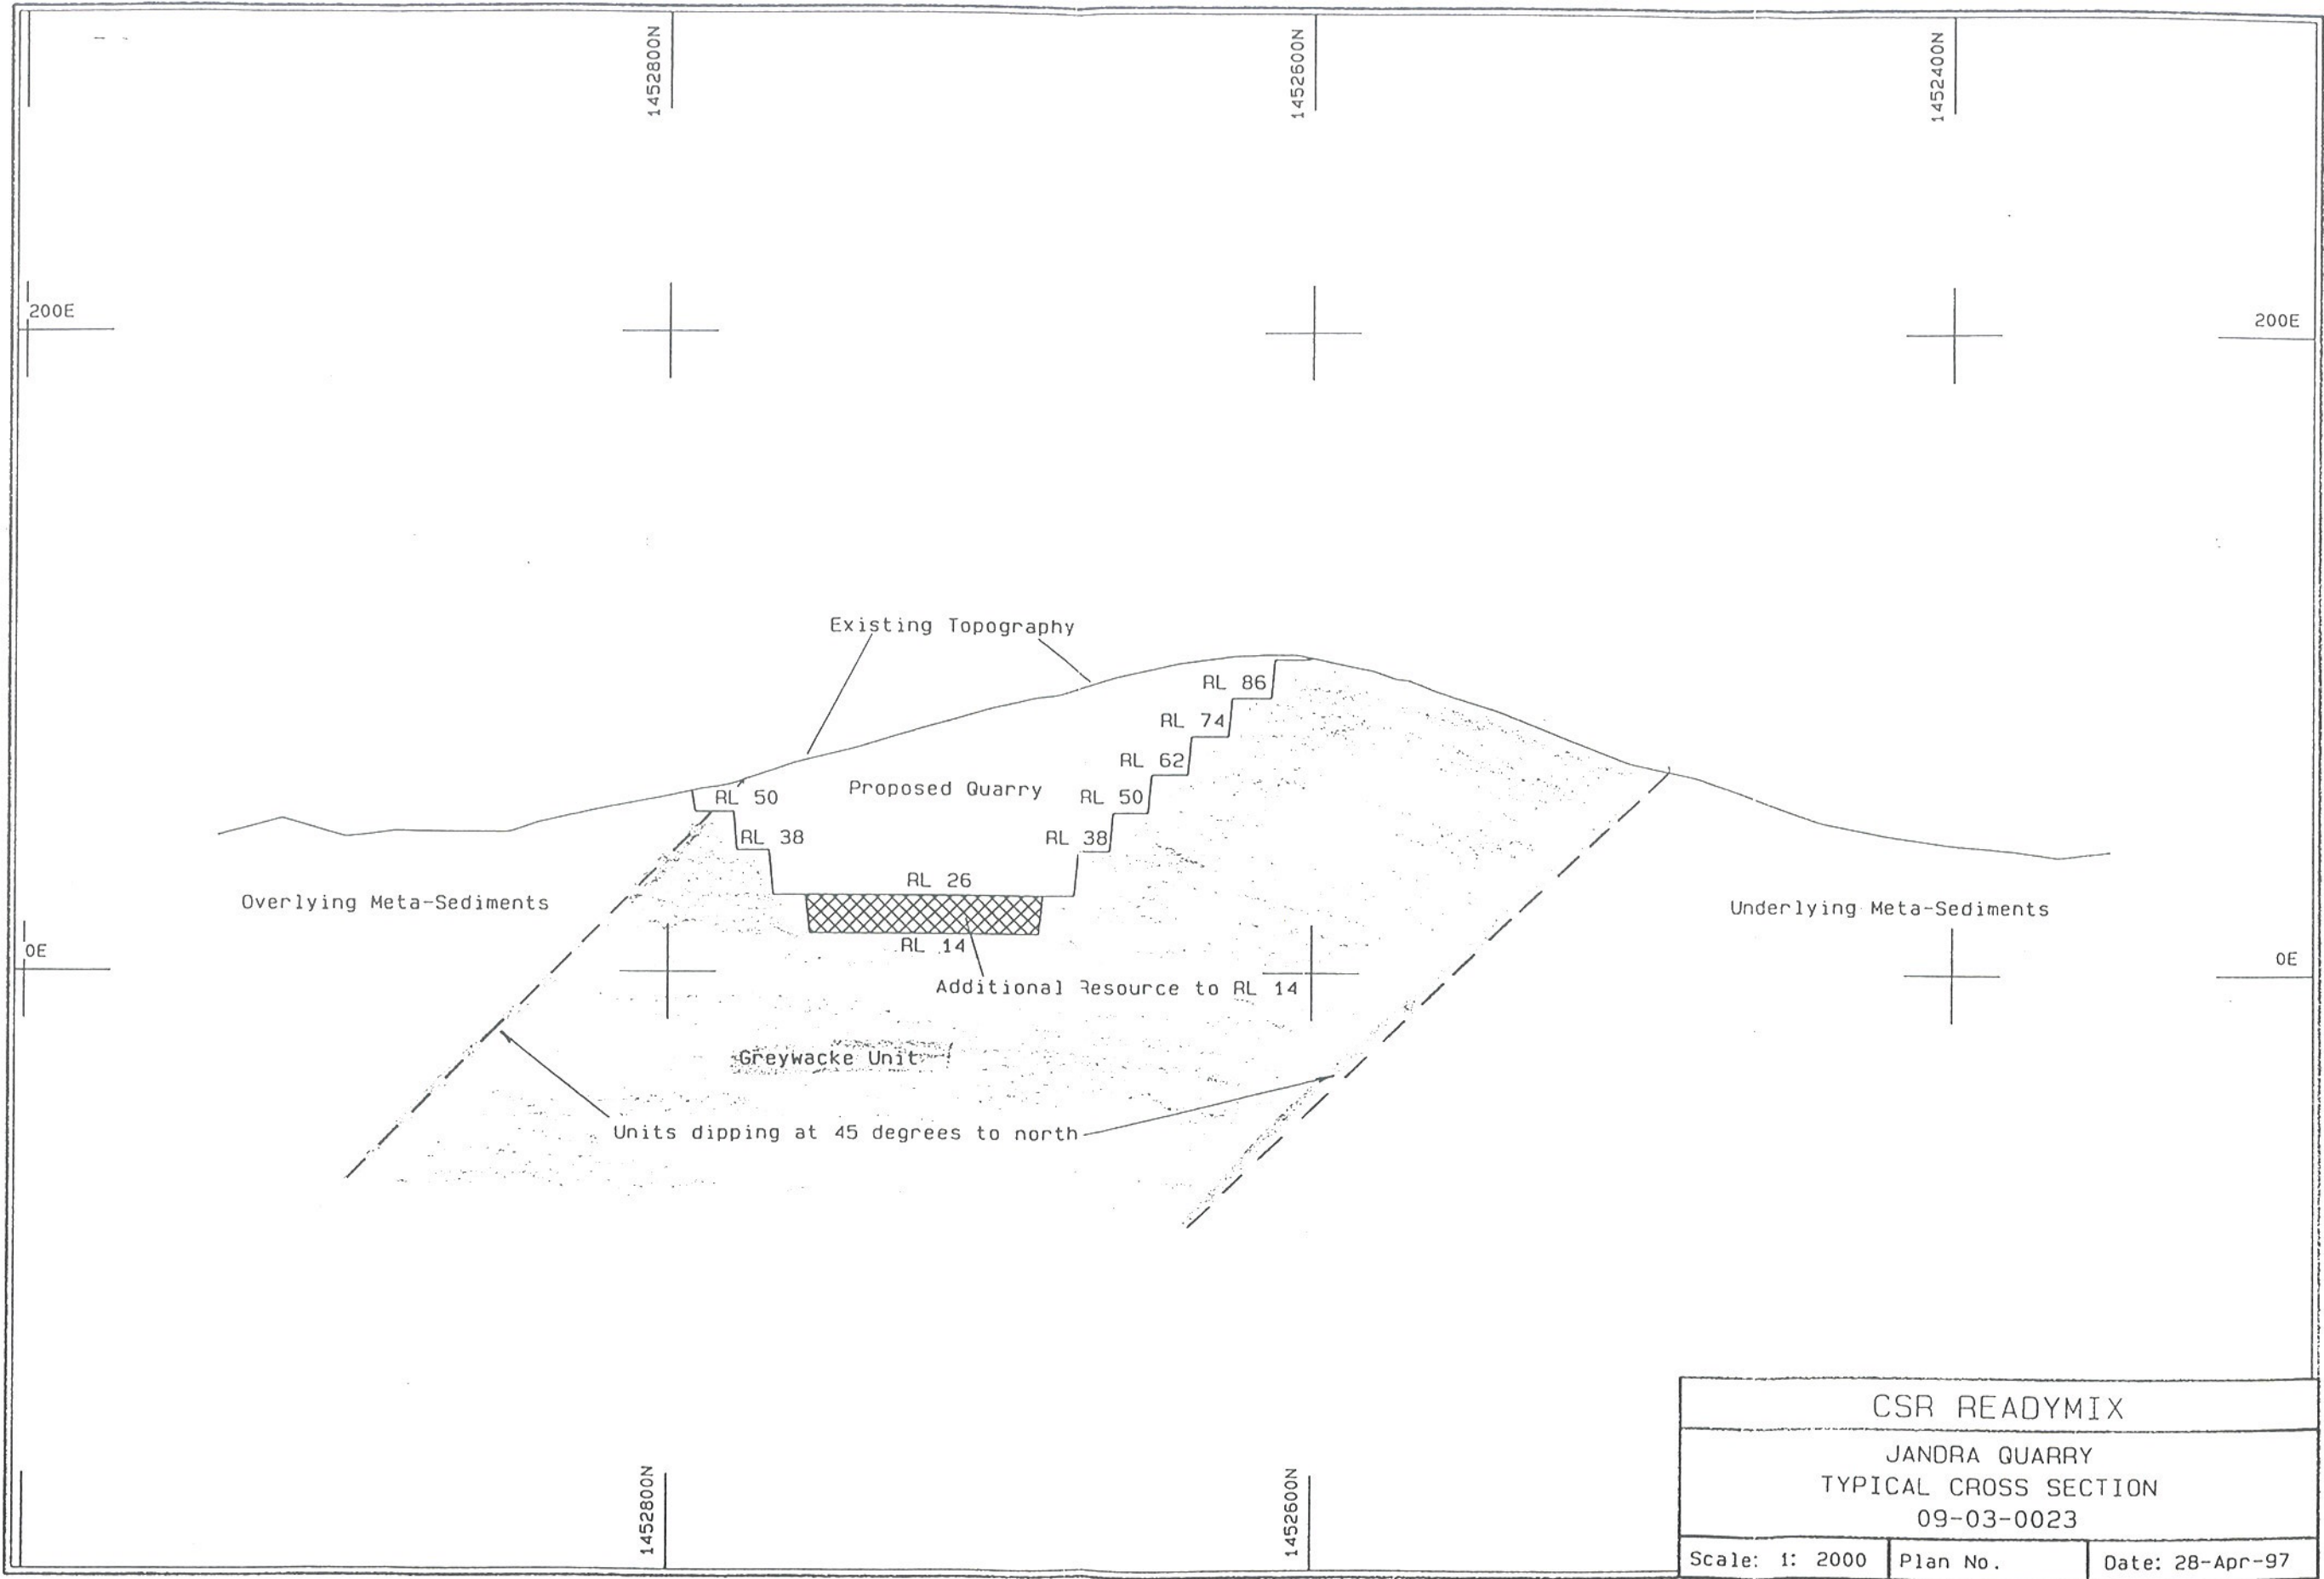 1452800N
1452600N
1452400N
200E
200E
Existing Topography
RL 86
RL 74
RL 62
Proposed Quarry
RL 50
RL 50
RL 38
RL 38
RL 26
Overlying Meta-Sediments
Underlying Meta-Sediments
RL 14
0E
0E
Additional Resource to RL 14
Greywacke Unit
Units dipping at 45 degrees to north
1452800N
1452600N
CSR READYMIX
JANDRA QUARRY
TYPICAL CROSS SECTION
09-03-0023
Scale: 1: 2000
Plan No.
Date: 28-Apr-97